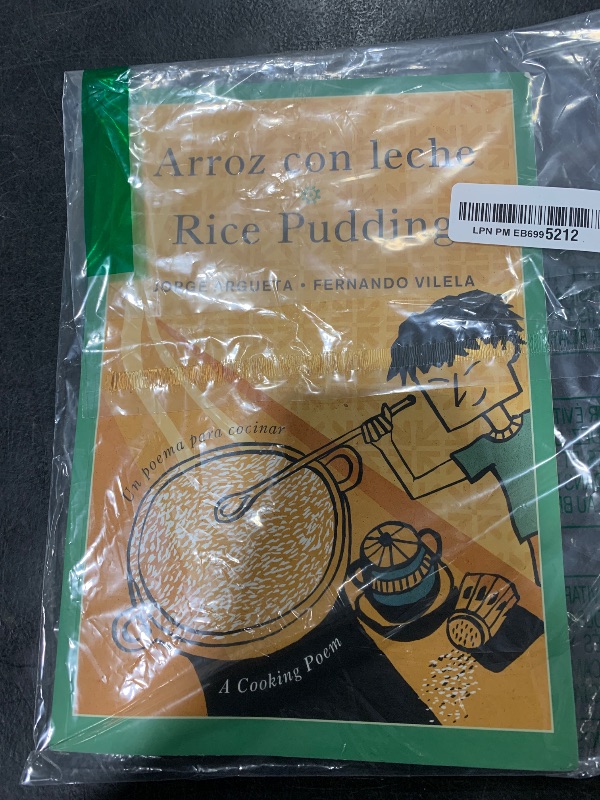 Arroz con leche
Rice Pudding
JORGE ARGUETA • FERNANDO VILELA
LPN PM EB6995212
Un poema para cocinar
A Cooking Poem